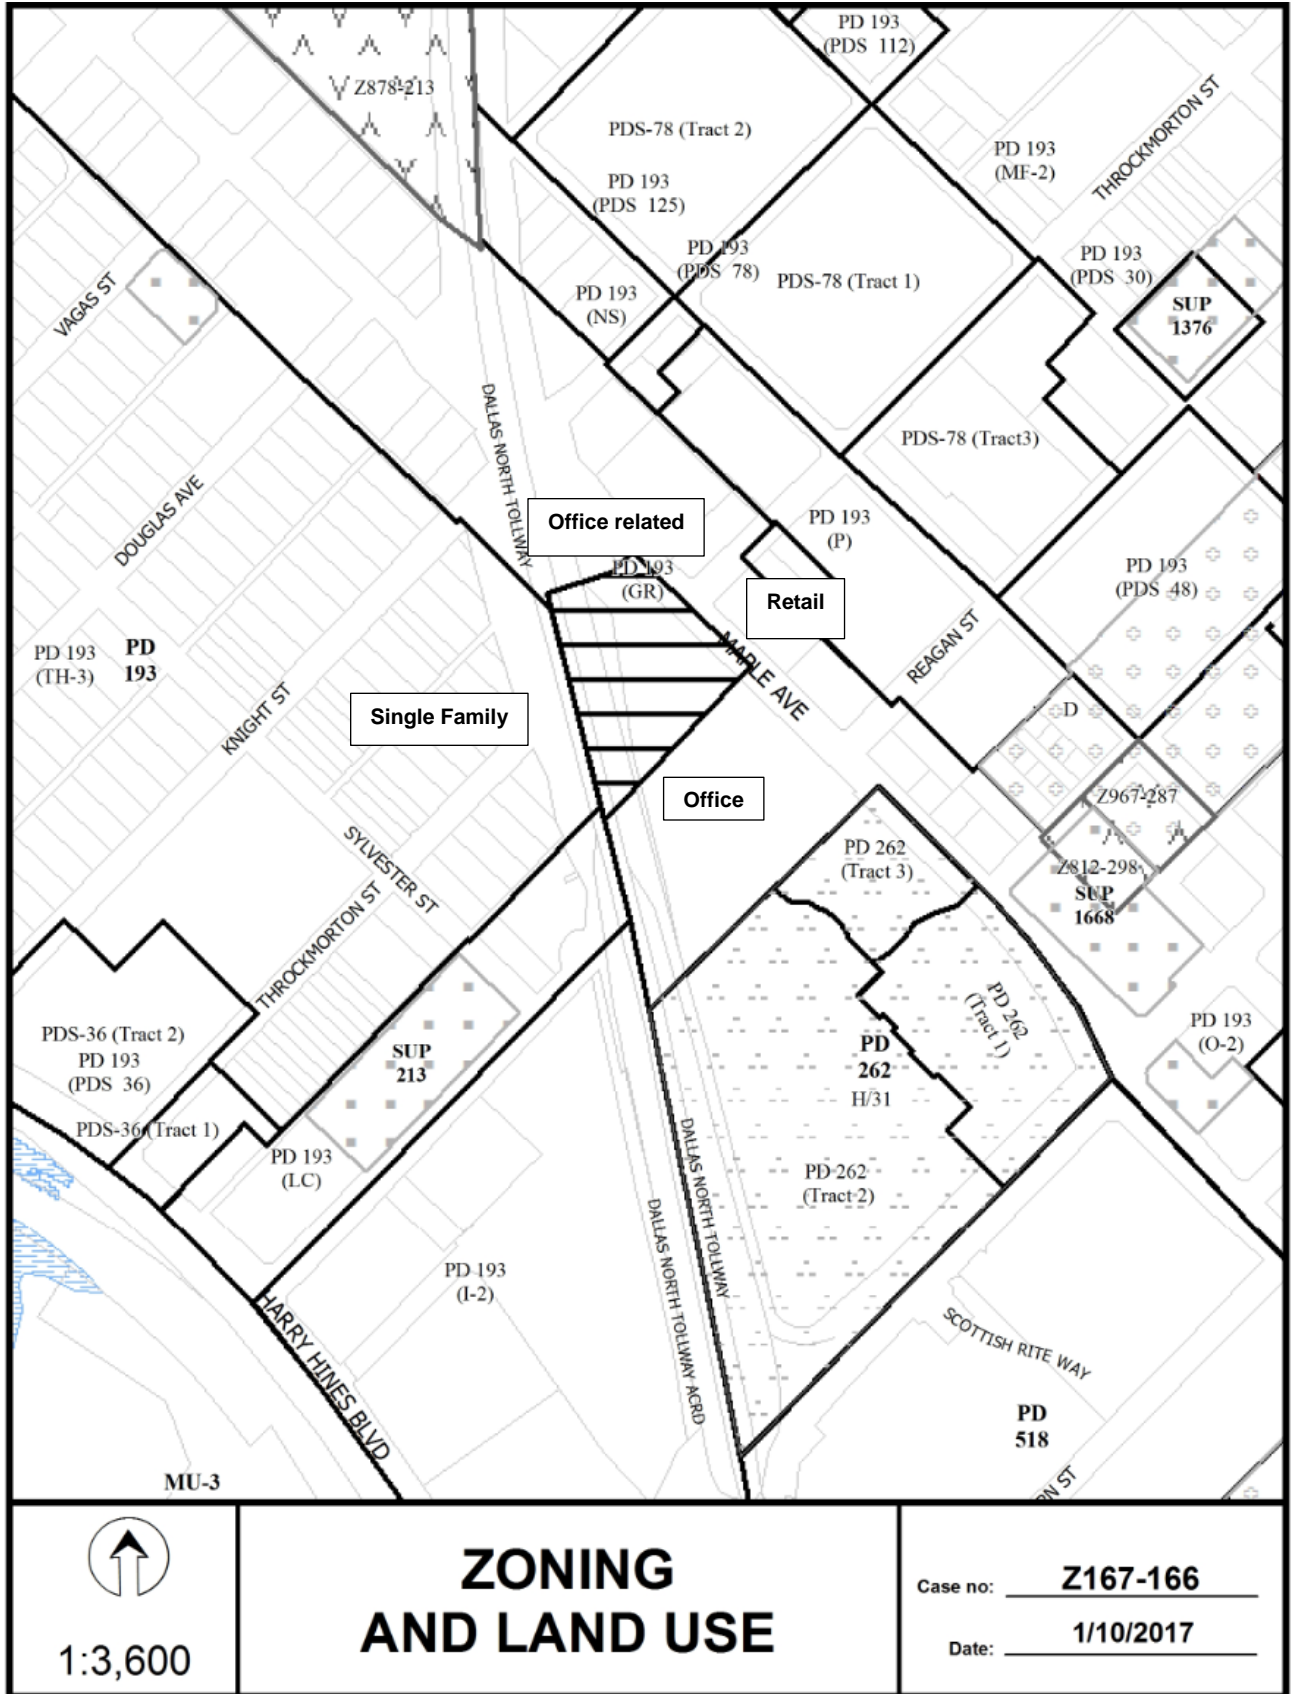 PD 193
(PDS 112)
Z878-213
THROCKMORTON ST
PDS-78 (Tract 2)
PD 193
(MF-2)
PD 193
(PDS 125)
PD 193
(PDS 78)
PDS-78 (Tract 1)
PD 193
(PDS 30)
VAGAS ST
PD 193
(NS)
SUP
1376
DALLAS NORTH TOLLWAY
PDS-78 (Tract3)
DOUGLAS AVE
Office related
PD 193
(P)
PD 193
(GR)
PD 193
(PDS 48)
Retail
REAGAN ST
PD 193
(TH-3)
PD
193
MAPLE AVE
KNIGHT ST
Single Family
D
Office
Z967-287
SYLVESTER ST
PD 262
(Tract 3)
Z812-298
SUP
1668
THROCKMORTON ST
PD 262
(Tract 1)
PDS-36 (Tract 2)
PD 193
(PDS 36)
SUP
213
PD
262
H/31
PD 193
(O-2)
PDS-36 (Tract 1)
PD 193
(LC)
DALLAS NORTH TOLLWAY
PD 262
(Tract 2)
DALLAS NORTH TOLLWAY ACRD
PD 193
(I-2)
HARRY HINES BLVD
SCOTTISH RITE WAY
PD
518
MU-3
RN ST
1:3,600
ZONING
AND LAND USE
Case no: Z167-166
Date: 1/10/2017